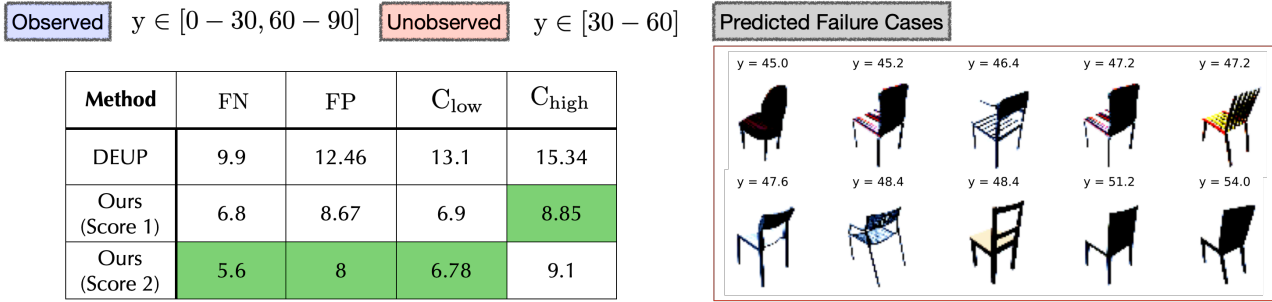 Observed y ∈ [0 − 30, 60 − 90] Unobserved y ∈ [30 − 60] Predicted Failure Cases
Method FN FP C_low C_high
DEUP 9.9 12.46 13.1 15.34
Ours
(Score 1) 6.8 8.67 6.9 8.85
Ours
(Score 2) 5.6 8 6.78 9.1
y = 45.0 y = 45.2 y = 46.4 y = 47.2 y = 47.2
y = 47.6 y = 48.4 y = 48.4 y = 51.2 y = 54.0